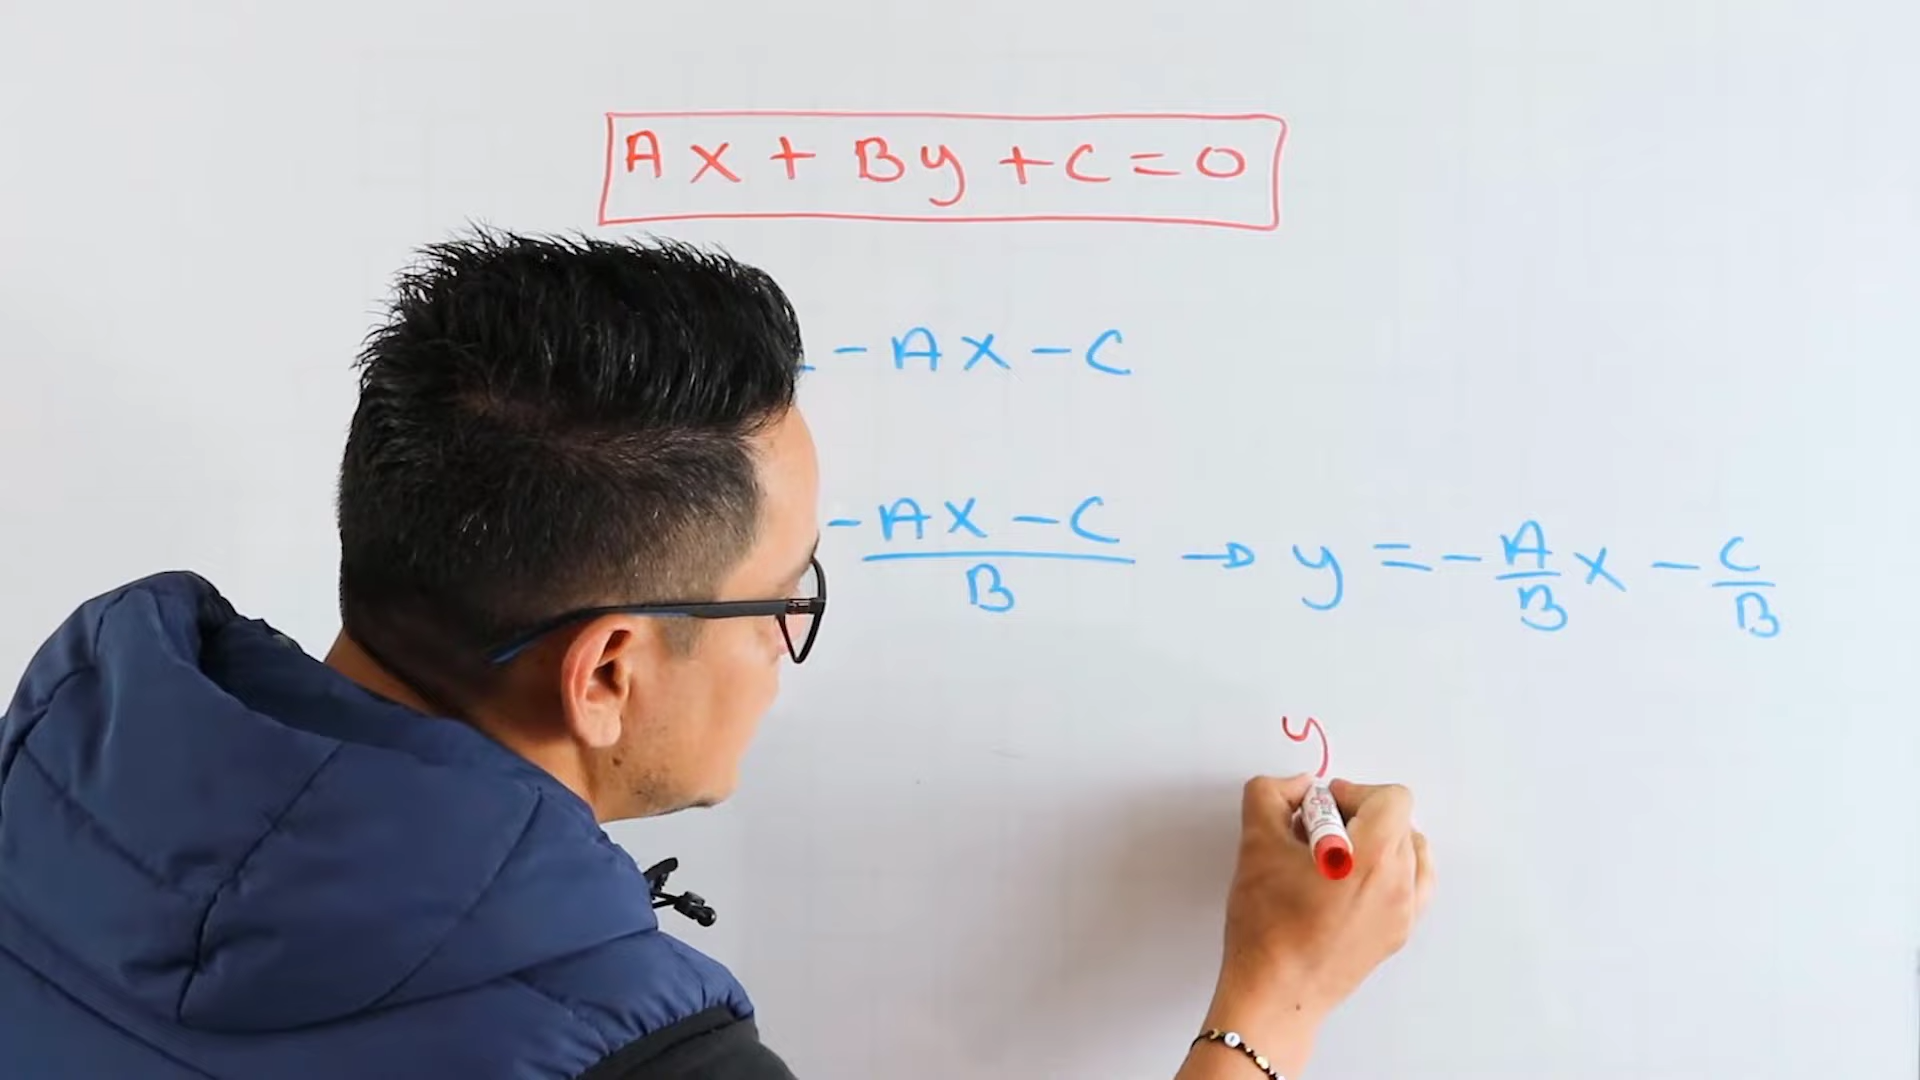 Ax + By + C = 0
- Ax - C
-Ax - C / B → y = - A/B x - C/B
y